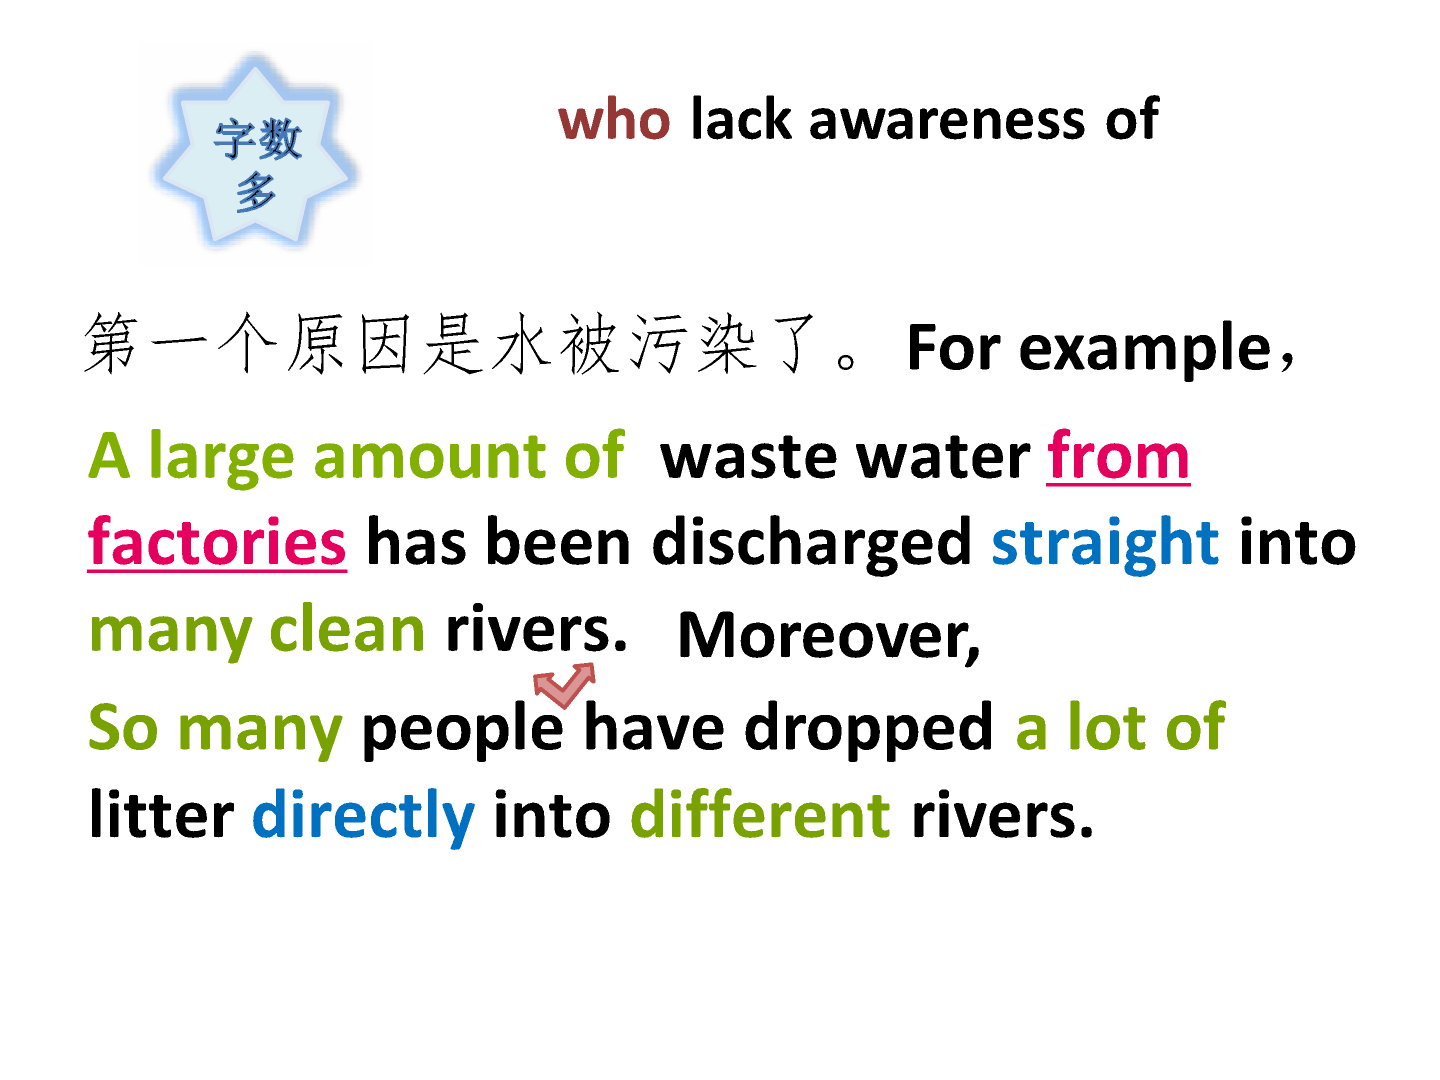 字数
多
who lack awareness of
第一个原因是水被污染了。For example，
A large amount of waste water from
factories has been discharged straight into
many clean rivers. Moreover,
So many people have dropped a lot of
litter directly into different rivers.